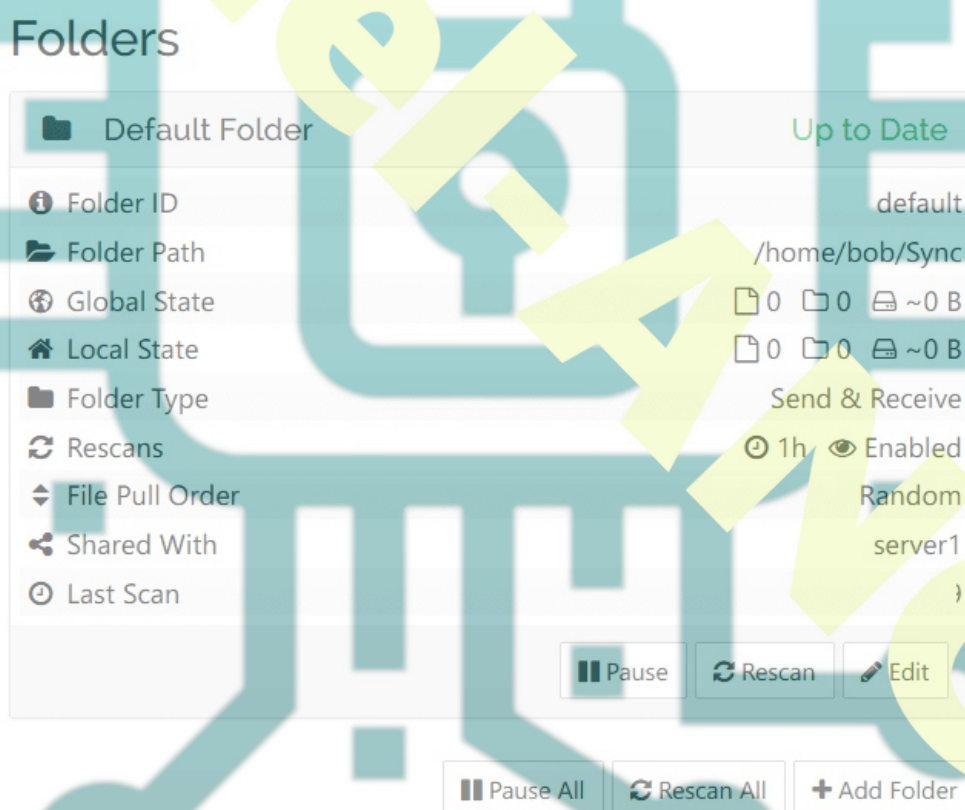 Folders
Default Folder Up to Date
Folder ID default
Folder Path /home/bob/Sync
Global State 0 0 ~0 B
Local State 0 0 ~0 B
Folder Type Send & Receive
Rescans 1h Enabled
File Pull Order Random
Shared With server1
Last Scan
Pause Rescan Edit
Pause All Rescan All Add Folder